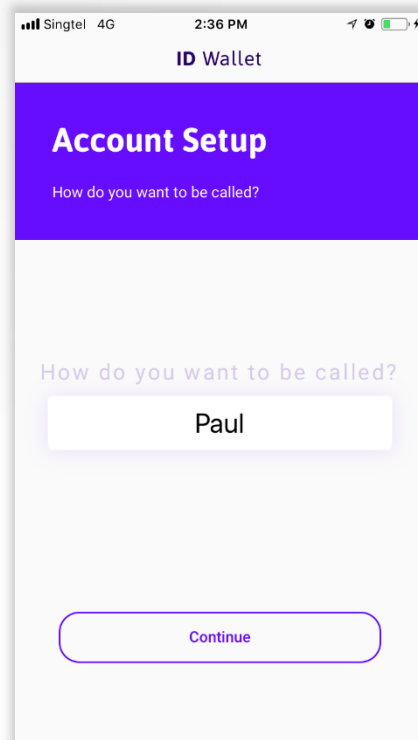 Singtel 4G 2:36 PM
ID Wallet
Account Setup
How do you want to be called?
How do you want to be called?
Paul
Continue